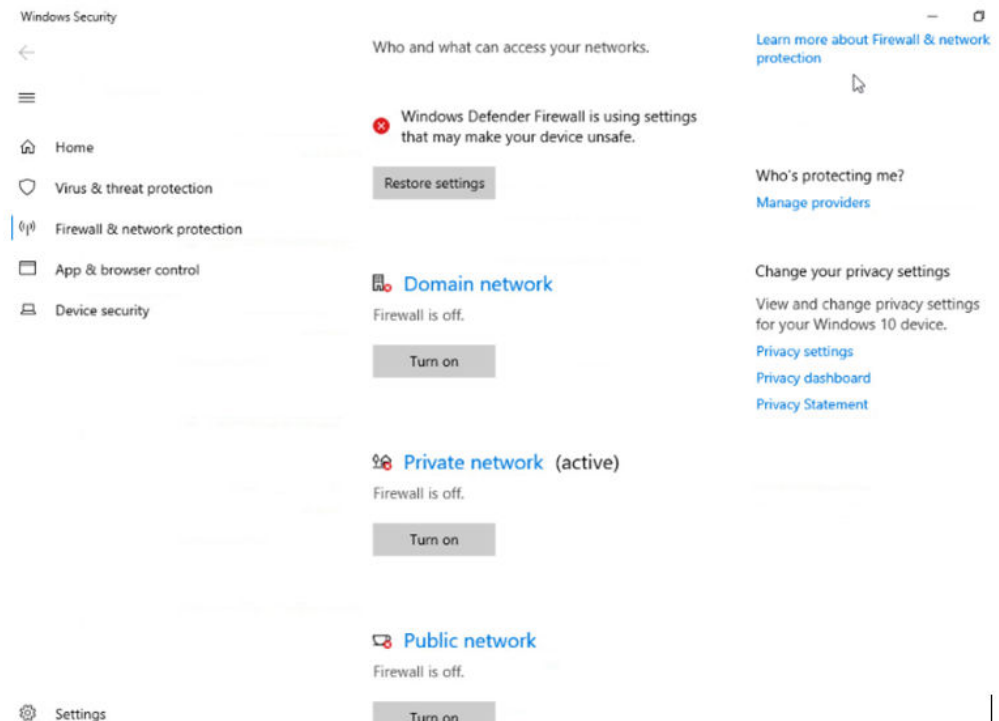 Windows Security
Home
Virus & threat protection
Firewall & network protection
App & browser control
Device security
Settings
Who and what can access your networks.
Windows Defender Firewall is using settings
that may make your device unsafe.
Restore settings
Domain network
Firewall is off.
Turn on
Private network (active)
Firewall is off.
Turn on
Public network
Firewall is off.
Turn on
Learn more about Firewall & network
protection
Who's protecting me?
Manage providers
Change your privacy settings
View and change privacy settings
for your Windows 10 device.
Privacy settings
Privacy dashboard
Privacy Statement